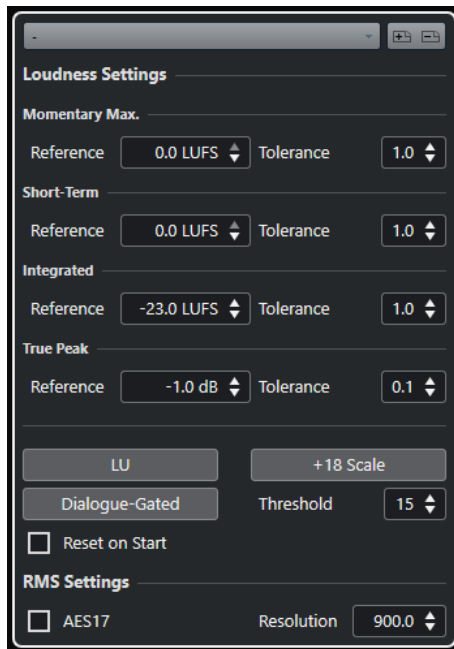 -
Loudness Settings
Momentary Max.
Reference 0.0 LUFS Tolerance 1.0
Short-Term
Reference 0.0 LUFS Tolerance 1.0
Integrated
Reference -23.0 LUFS Tolerance 1.0
True Peak
Reference -1.0 dB Tolerance 0.1
LU +18 Scale
Dialogue-Gated Threshold 15
Reset on Start
RMS Settings
AES17 Resolution 900.0